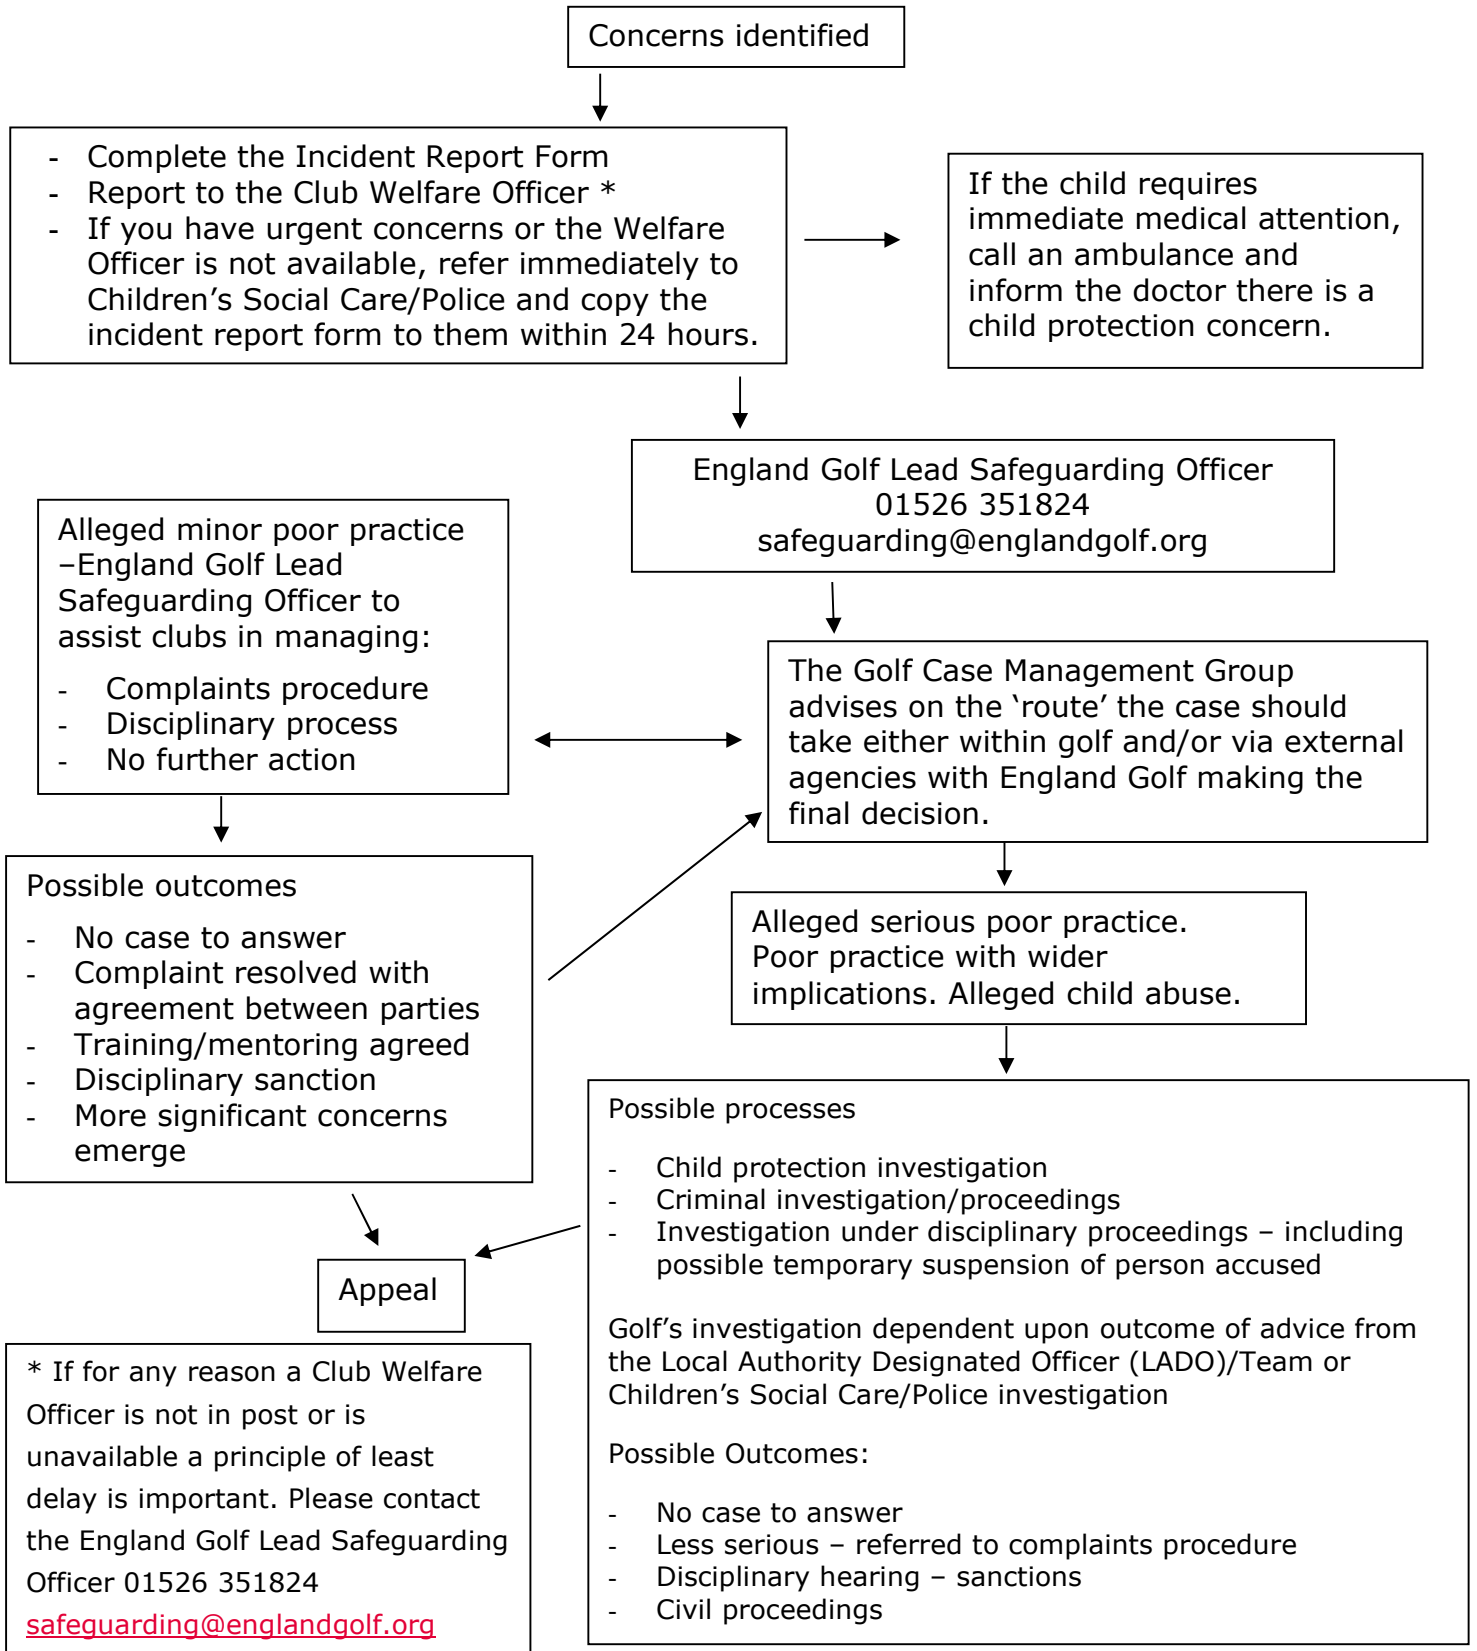 Concerns identified
- Complete the Incident Report Form
- Report to the Club Welfare Officer *
- If you have urgent concerns or the Welfare
Officer is not available, refer immediately to
Children’s Social Care/Police and copy the
incident report form to them within 24 hours.
If the child requires
immediate medical attention,
call an ambulance and
inform the doctor there is a
child protection concern.
England Golf Lead Safeguarding Officer
01526 351824
safeguarding@englandgolf.org
Alleged minor poor practice
–England Golf Lead
Safeguarding Officer to
assist clubs in managing:
- Complaints procedure
- Disciplinary process
- No further action
The Golf Case Management Group
advises on the ‘route’ the case should
take either within golf and/or via external
agencies with England Golf making the
final decision.
Possible outcomes
- No case to answer
- Complaint resolved with
agreement between parties
- Training/mentoring agreed
- Disciplinary sanction
- More significant concerns
emerge
Alleged serious poor practice.
Poor practice with wider
implications. Alleged child abuse.
Possible processes
- Child protection investigation
- Criminal investigation/proceedings
- Investigation under disciplinary proceedings – including
possible temporary suspension of person accused
Golf’s investigation dependent upon outcome of advice from
the Local Authority Designated Officer (LADO)/Team or
Children’s Social Care/Police investigation
Possible Outcomes:
- No case to answer
- Less serious – referred to complaints procedure
- Disciplinary hearing – sanctions
- Civil proceedings
Appeal
* If for any reason a Club Welfare
Officer is not in post or is
unavailable a principle of least
delay is important. Please contact
the England Golf Lead Safeguarding
Officer 01526 351824
safeguarding@englandgolf.org